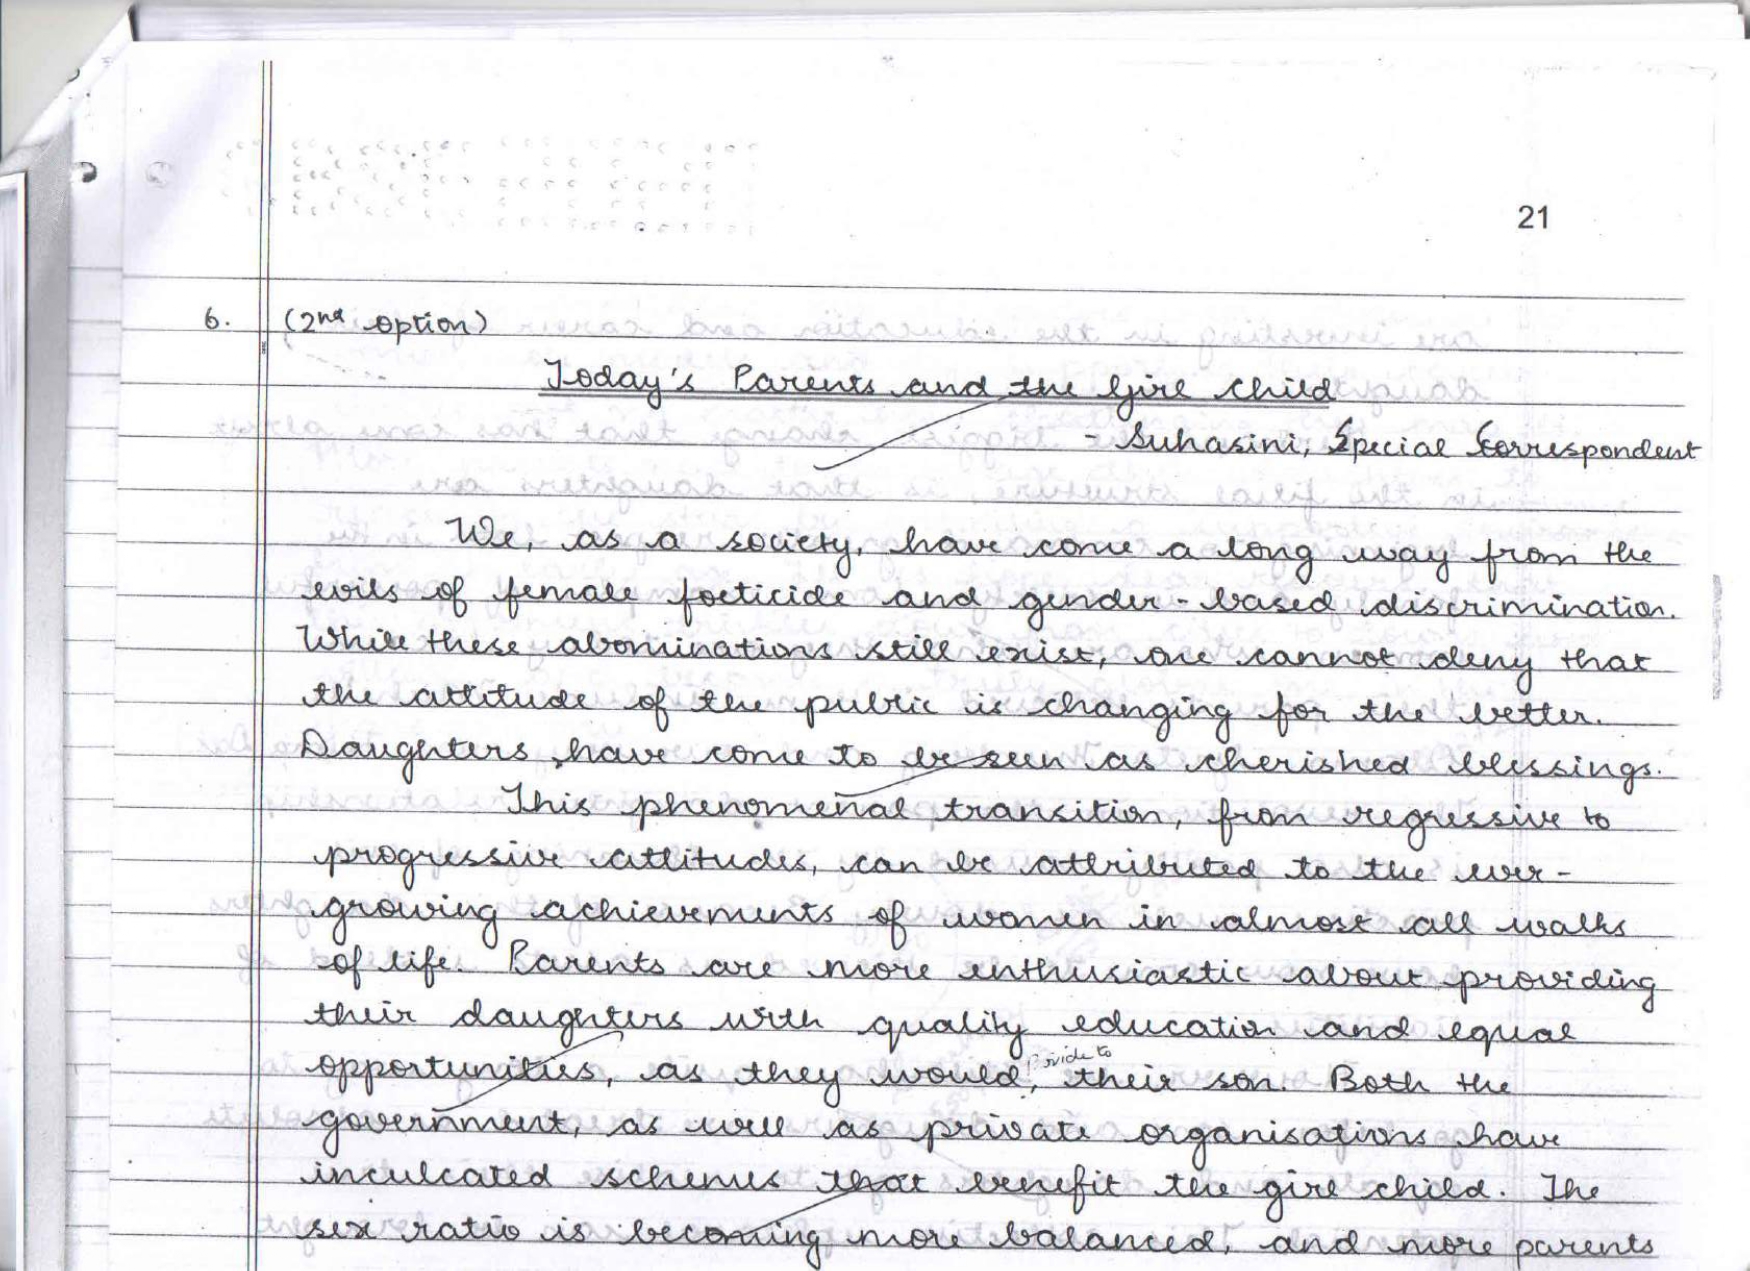 21
6. (2nd option)
Today's Parents and the Girl Child
- Suhasini, Special Correspondent
We, as a society, have come a long way from the
evils of female foeticide and gender-based discrimination.
While these abominations still exist, one cannot deny that
the attitude of the public is changing for the better.
Daughters have come to be seen as cherished blessings.
This phenomenal transition, from regressive to
progressive attitudes, can be attributed to the ever-
growing achievements of women in almost all walks
of life. Parents are more enthusiastic about providing
their daughters with quality education and equal
opportunities, as they would, provide to their son. Both the
government, as well as private organisations have
inculcated schemes that benefit the girl child. The
sex ratio is becoming more balanced, and more parents